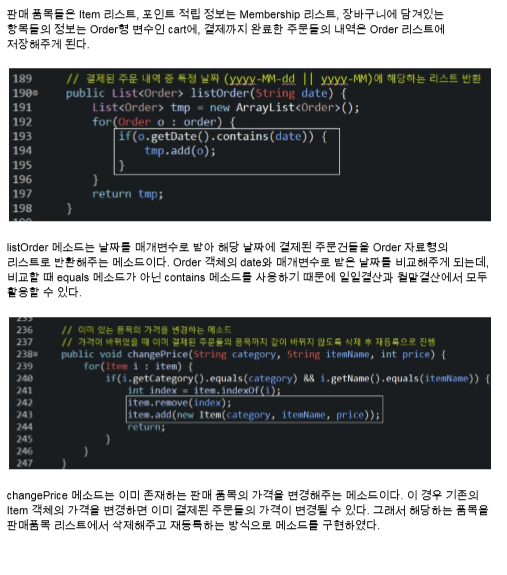 판매 품목들은 Item 리스트, 포인트 적립 정보는 Membership 리스트, 장바구니에 담겨있는
항목들의 정보는 Order형 변수인 cart에, 결제까지 완료한 주문들의 내역은 Order 리스트에
저장해주게 된다.
189 // 결제된 주문 내역 중 특정 날짜 (yyyy-MM-dd || yyyy-MM)에 해당하는 리스트 반환
190 public List<Order> listOrder(String date) {
191 List<Order> tmp = new ArrayList<Order>();
192 for(Order o : order) {
193 if(o.getDate().contains(date)) {
194 tmp.add(o);
195 }
196 }
197 return tmp;
198 }
listOrder 메소드는 날짜를 매개변수로 받아 해당 날짜에 결제된 주문건들을 Order 자료형의
리스트로 반환해주는 메소드이다. Order 객체의 date와 매개변수로 받은 날짜를 비교해주게 되는데,
비교할 때 equals 메소드가 아닌 contains 메소드를 사용하기 때문에 일일결산과 월말결산에서 모두
활용할 수 있다.
235
236 // 이미 있는 품목의 가격을 변경하는 메소드
237 // 가격이 바뀌었을 때 이미 결제된 주문들의 품목까지 같이 바뀌지 않도록 삭제 후 재등록으로 진행
238 public void changePrice(String category, String itemName, int price) {
239 for(Item i : item) {
240 if(i.getCategory().equals(category) && i.getName().equals(itemName)) {
241 int index = item.indexOf(i);
242 item.remove(index);
243 item.add(new Item(category, itemName, price));
244 return;
245 }
246 }
247 }
changePrice 메소드는 이미 존재하는 판매 품목의 가격을 변경해주는 메소드이다. 이 경우 기존의
Item 객체의 가격을 변경하면 이미 결제된 주문들의 가격이 변경될 수 있다. 그래서 해당하는 품목을
판매품목 리스트에서 삭제해주고 재등록하는 방식으로 메소드를 구현하였다.